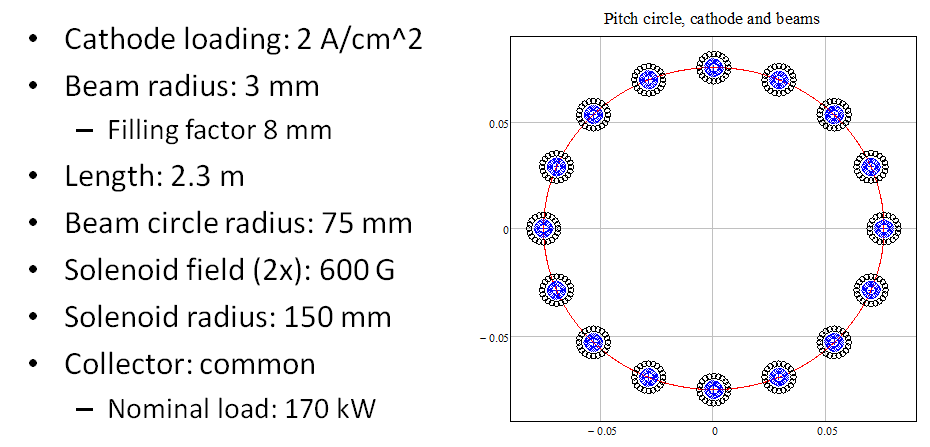 • Cathode loading: 2 A/cm^2
• Beam radius: 3 mm
– Filling factor 8 mm
• Length: 2.3 m
• Beam circle radius: 75 mm
• Solenoid field (2x): 600 G
• Solenoid radius: 150 mm
• Collector: common
– Nominal load: 170 kW
Pitch circle, cathode and beams
0.05
0
− 0.05
− 0.05
0
0.05